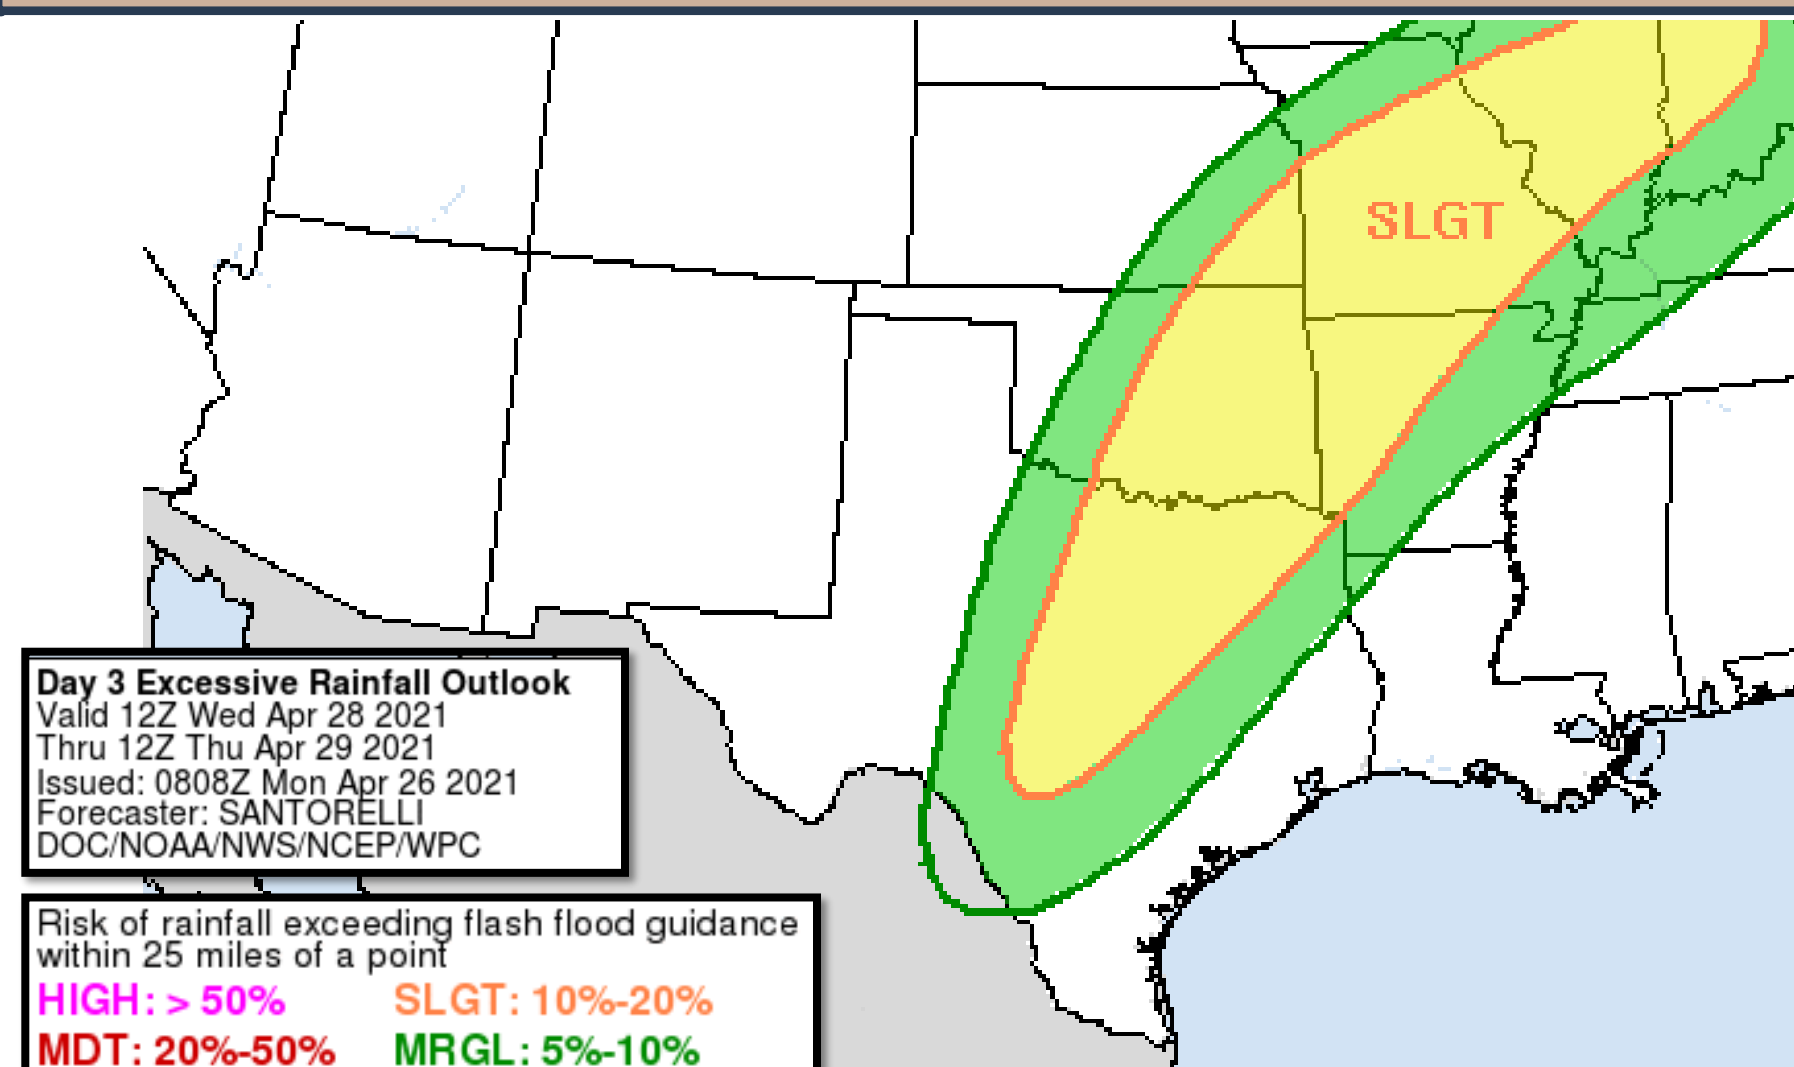 SLGT
Day 3 Excessive Rainfall Outlook
Valid 12Z Wed Apr 28 2021
Thru 12Z Thu Apr 29 2021
Issued: 0808Z Mon Apr 26 2021
Forecaster: SANTORELLI
DOC/NOAA/NWS/NCEP/WPC
Risk of rainfall exceeding flash flood guidance
within 25 miles of a point
HIGH: > 50% SLGT: 10%-20%
MDT: 20%-50% MRGL: 5%-10%